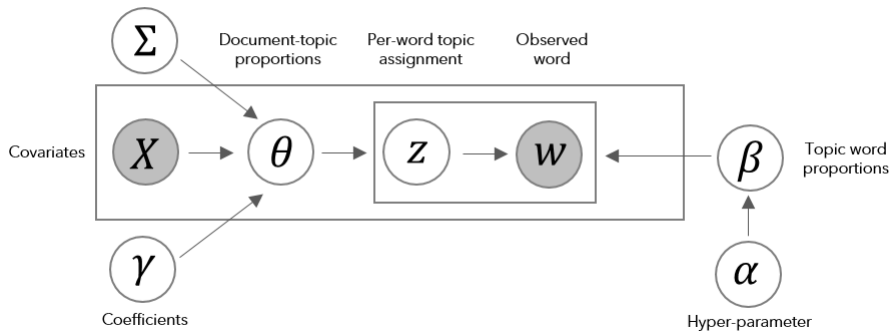 Σ
Document-topic
proportions
Per-word topic
assignment
Observed
word
Covariates
X
θ
z
w
β
Topic word
proportions
γ
α
Coefficients
Hyper-parameter